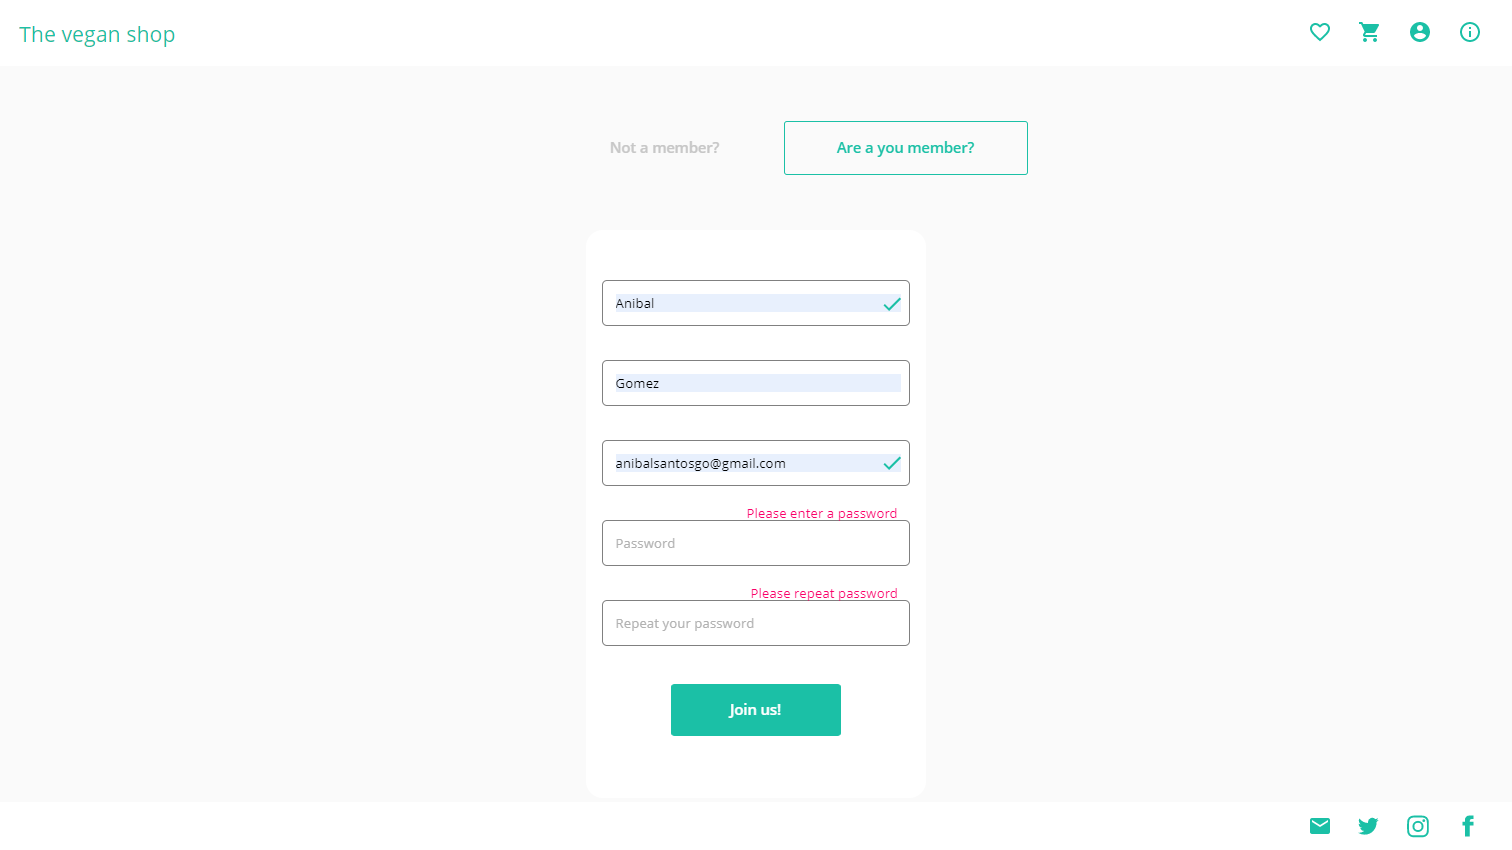 The vegan shop
Not a member?
Are a you member?
Anibal
Gomez
anibalsantosgo@gmail.com
Please enter a password
Password
Please repeat password
Repeat your password
Join us!